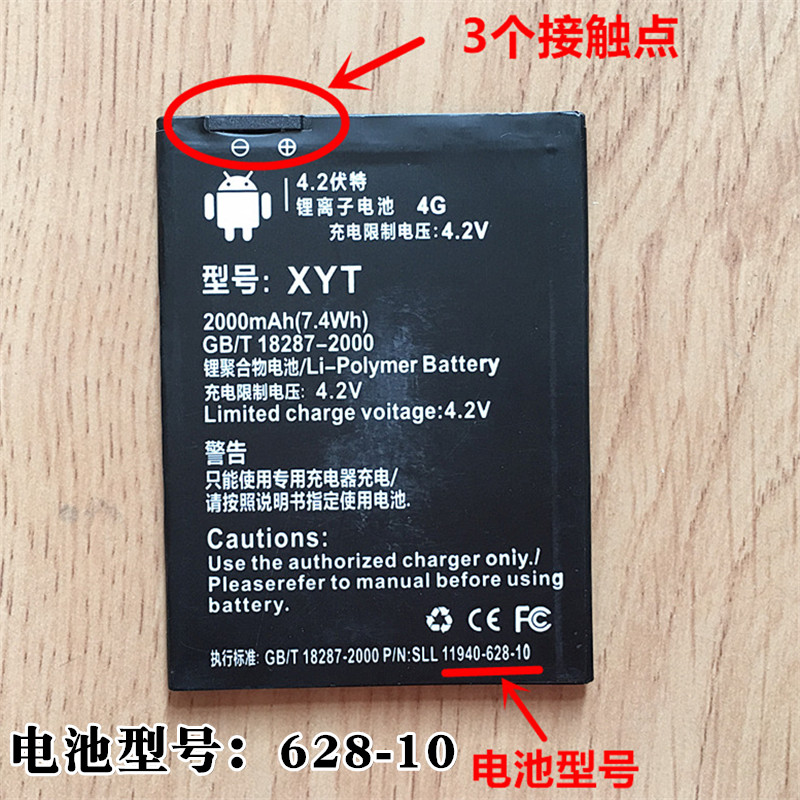 3个接触点
⊖ ⊕
4.2伏特
锂离子电池 4G
充电限制电压:4.2V
型号: XYT
2000mAh(7.4Wh)
GB/T 18287-2000
锂聚合物电池/Li-Polymer Battery
充电限制电压: 4.2V
Limited charge voitage:4.2V
警告
只能使用专用充电器充电/
请按照说明书指定使用电池.
Cautions:
Use the authorized charger only./
Pleaserefer to manual before using
battery.
CE FC
执行标准: GB/T 18287-2000 P/N:SLL 11940-628-10
电池型号: 628-10
电池型号